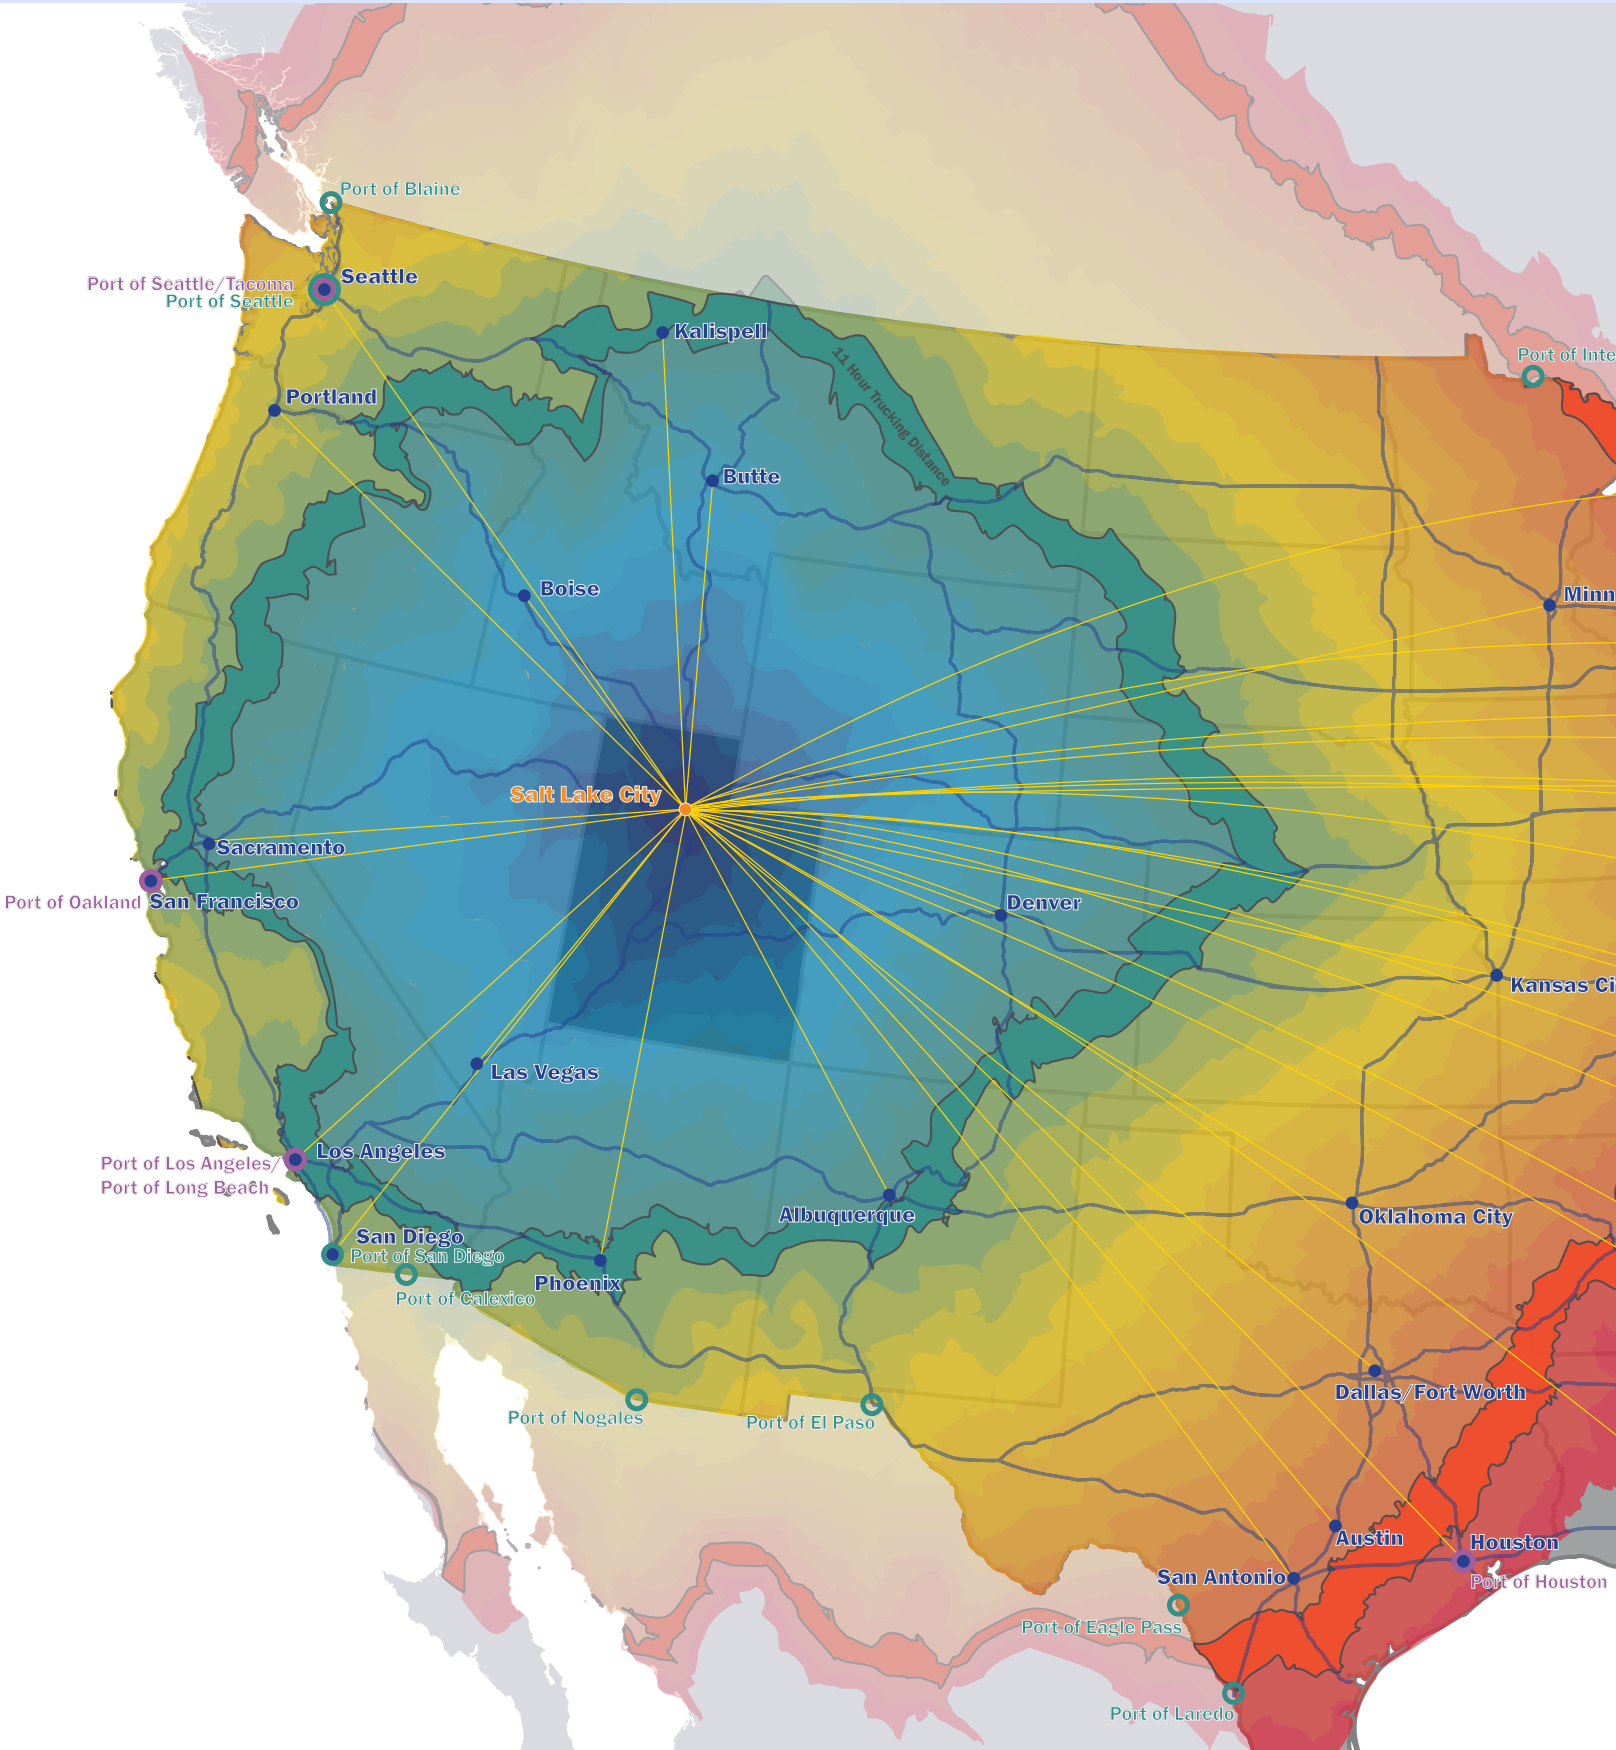 Port of Blaine
Seattle
Port of Seattle/Tacoma
Port of Seattle
Kalispell
11 Hour Trucking Distance
Port of Inte
Portland
Butte
Boise
Minn
Salt Lake City
Sacramento
Port of Oakland
San Francisco
Denver
Kansas Ci
Las Vegas
Los Angeles
Port of Los Angeles/
Port of Long Beach
Albuquerque
Oklahoma City
San Diego
Port of San Diego
Phoenix
Port of Calexico
Dallas/Fort Worth
Port of Nogales
Port of El Paso
Austin
Houston
San Antonio
Port of Houston
Port of Eagle Pass
Port of Laredo